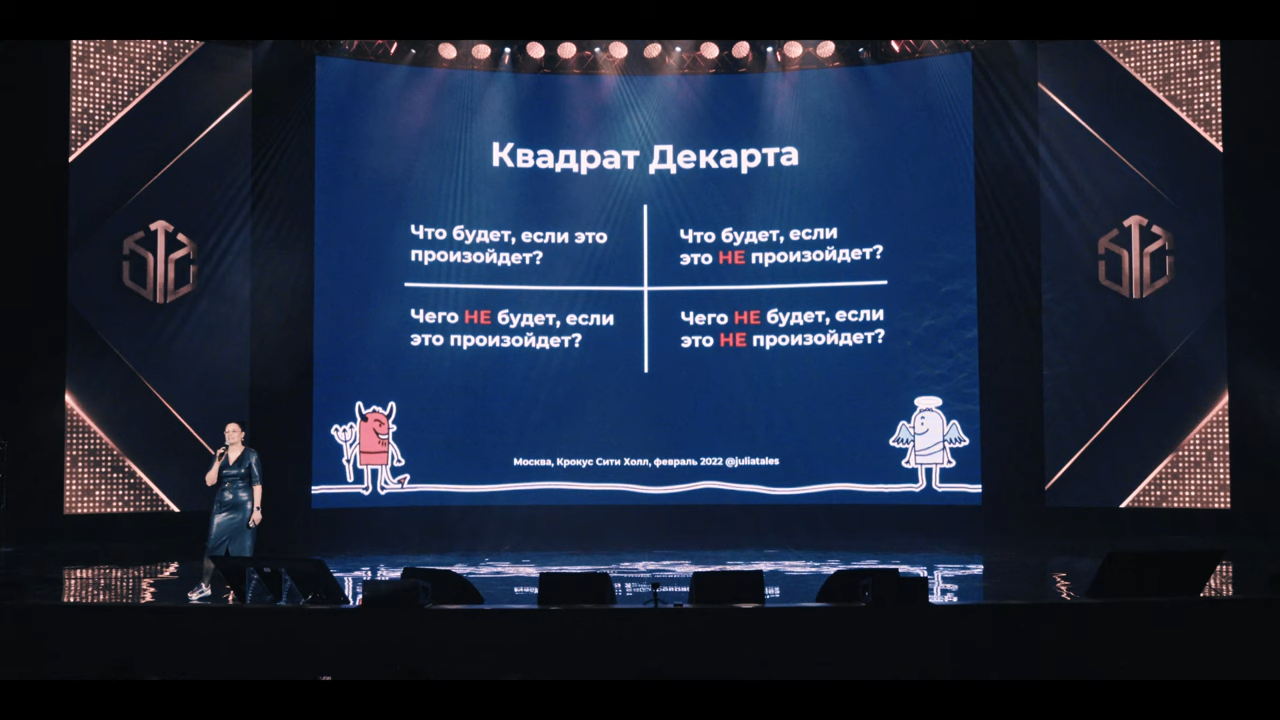 Квадрат Декарта
Что будет, если это
произойдет?
Что будет, если
это НЕ произойдет?
Чего НЕ будет, если
это произойдет?
Чего НЕ будет, если
это НЕ произойдет?
Москва, Крокус Сити Холл, февраль 2022 @juliatales